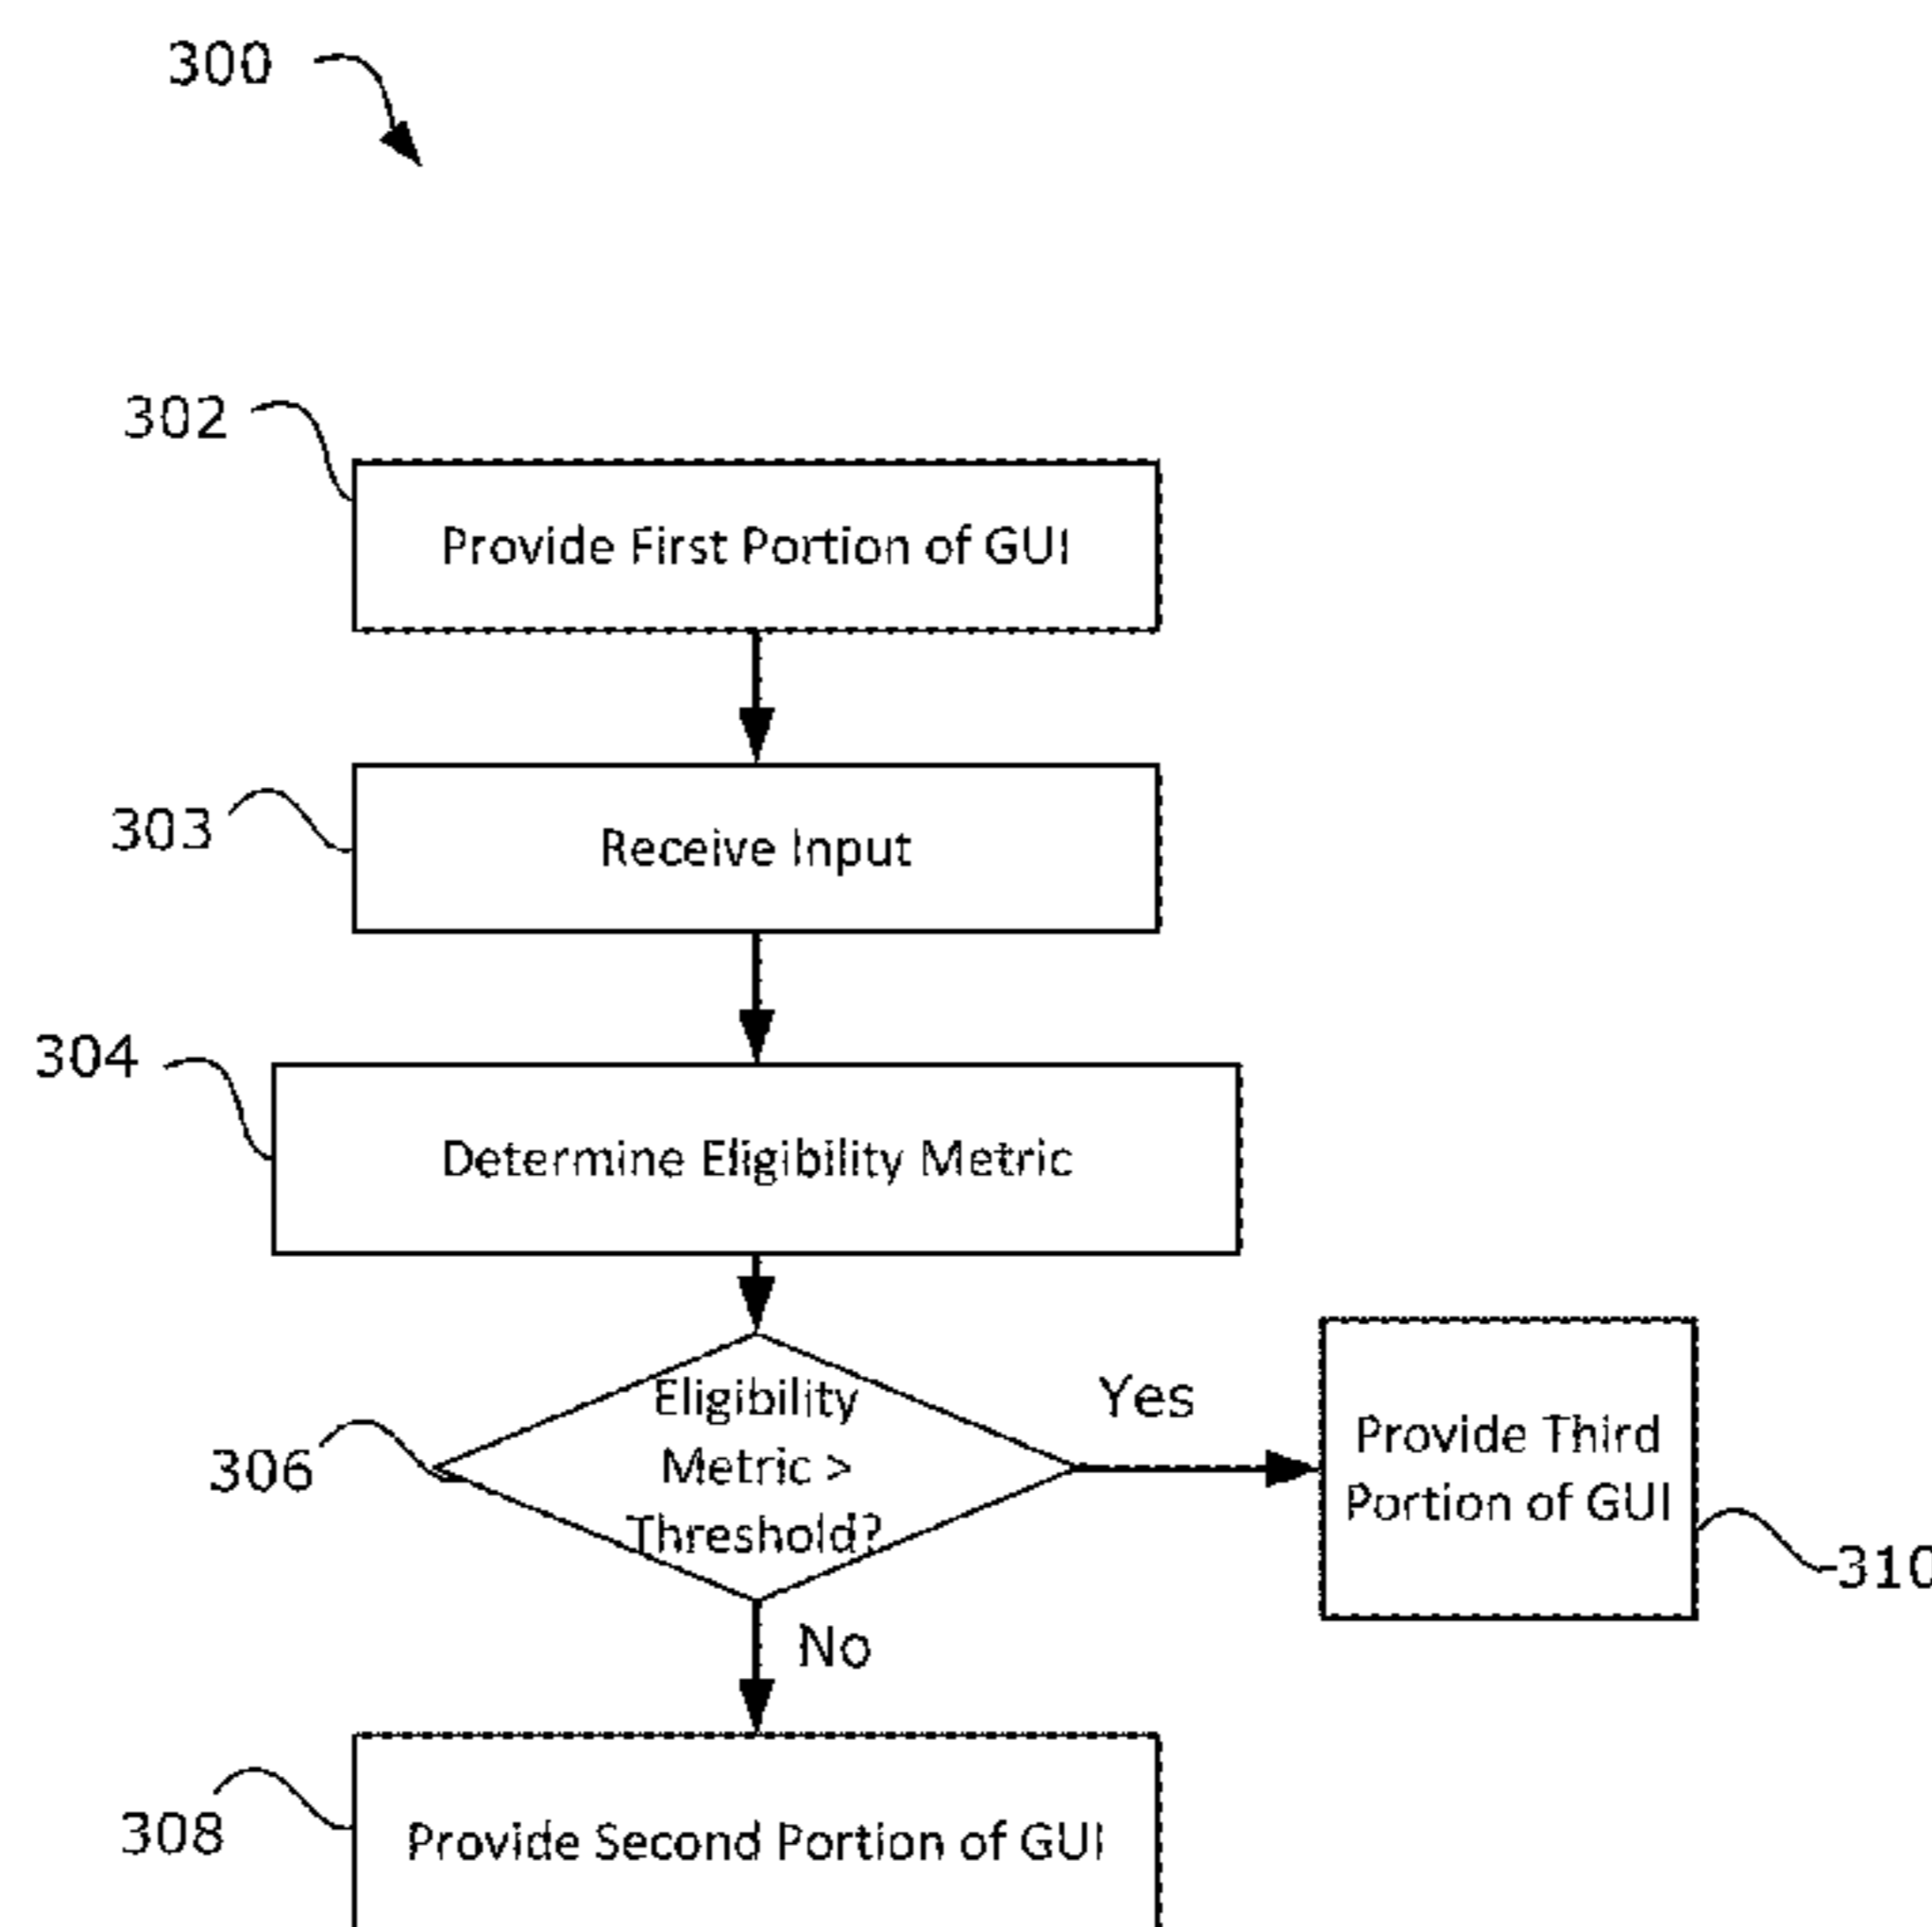 300
302
Provide First Portion of GUI
303
Receive Input
304
Determine Eligibility Metric
306
Eligibility
Metric >
Threshold?
Yes
Provide Third
Portion of GUI
310
No
308
Provide Second Portion of GUI